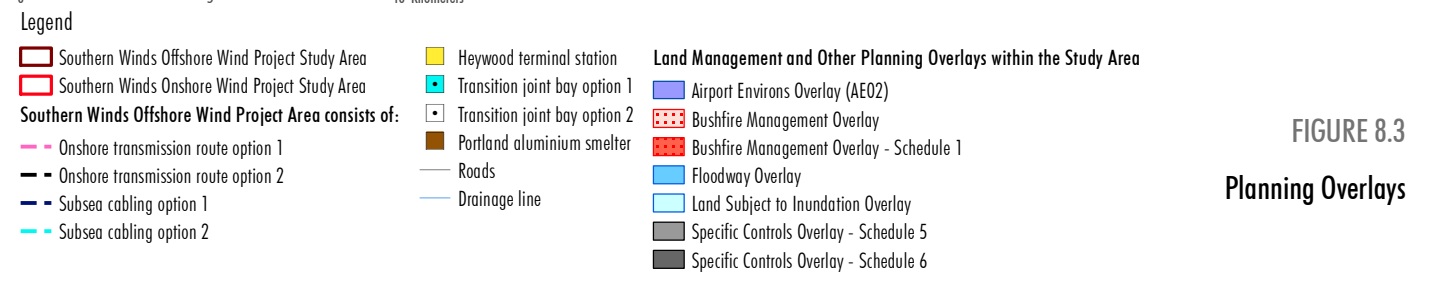 Legend
Southern Winds Offshore Wind Project Study Area
Southern Winds Onshore Wind Project Study Area
Southern Winds Offshore Wind Project Area consists of:
Onshore transmission route option 1
Onshore transmission route option 2
Subsea cabling option 1
Subsea cabling option 2
Heywood terminal station
Transition joint bay option 1
Transition joint bay option 2
Portland aluminium smelter
Roads
Drainage line
Land Management and Other Planning Overlays within the Study Area
Airport Environs Overlay (AE02)
Bushfire Management Overlay
Bushfire Management Overlay - Schedule 1
Floodway Overlay
Land Subject to Inundation Overlay
Specific Controls Overlay - Schedule 5
Specific Controls Overlay - Schedule 6
FIGURE 8.3
Planning Overlays